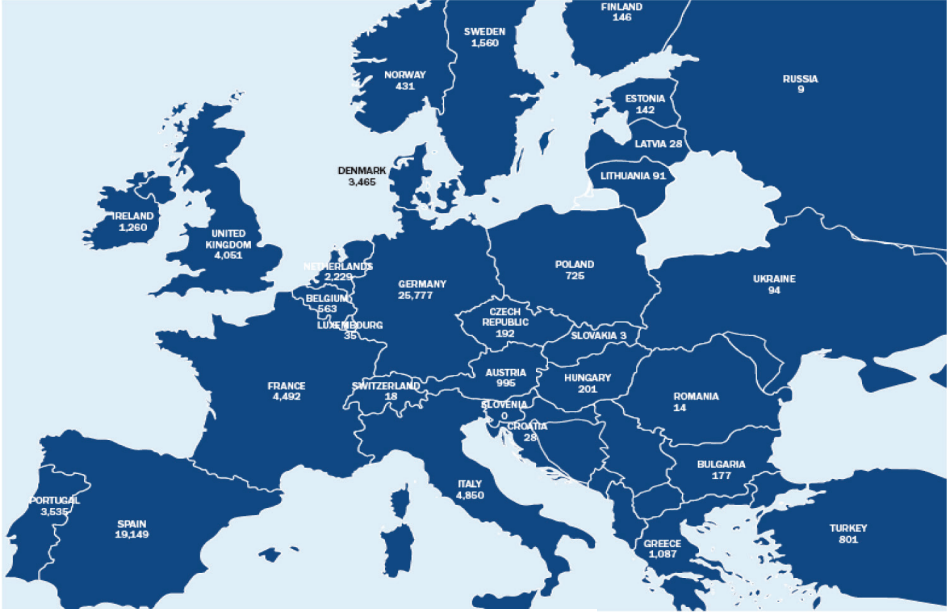 FINLAND
146
SWEDEN
1,560
NORWAY
431
RUSSIA
9
ESTONIA
142
LATVIA 28
DENMARK
3,465
LITHUANIA 91
IRELAND
1,260
UNITED
KINGDOM
4,051
NETHERLANDS
2,229
POLAND
725
GERMANY
25,777
UKRAINE
94
BELGIUM
563
CZECH
REPUBLIC
192
LUXEMBOURG
35
SLOVAKIA 3
AUSTRIA
995
HUNGARY
201
FRANCE
4,492
SWITZERLAND
18
ROMANIA
14
SLOVENIA
0
CROATIA
28
BULGARIA
177
ITALY
4,850
PORTUGAL
3,535
SPAIN
19,149
GREECE
1,087
TURKEY
801